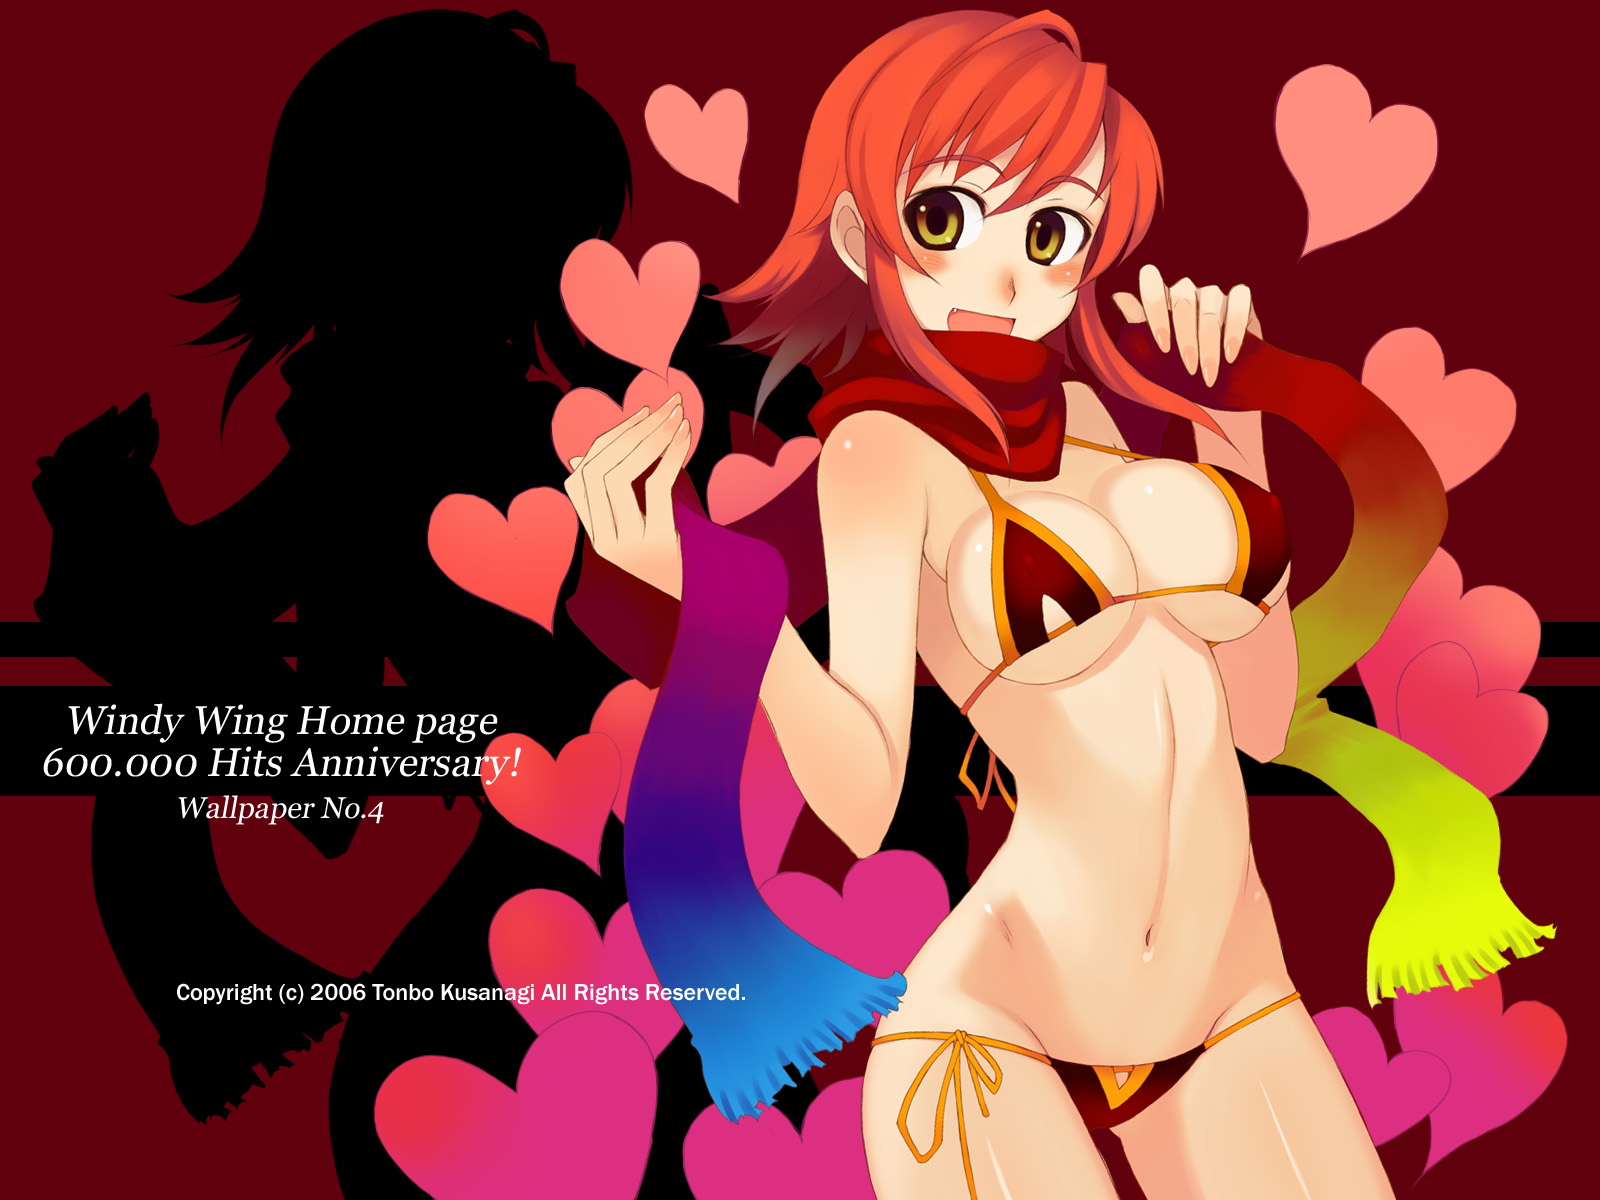 Windy Wing Home page
600.000 Hits Anniversary!
Wallpaper No.4
Copyright (c) 2006 Tonbo Kusanagi All Rights Reserved.